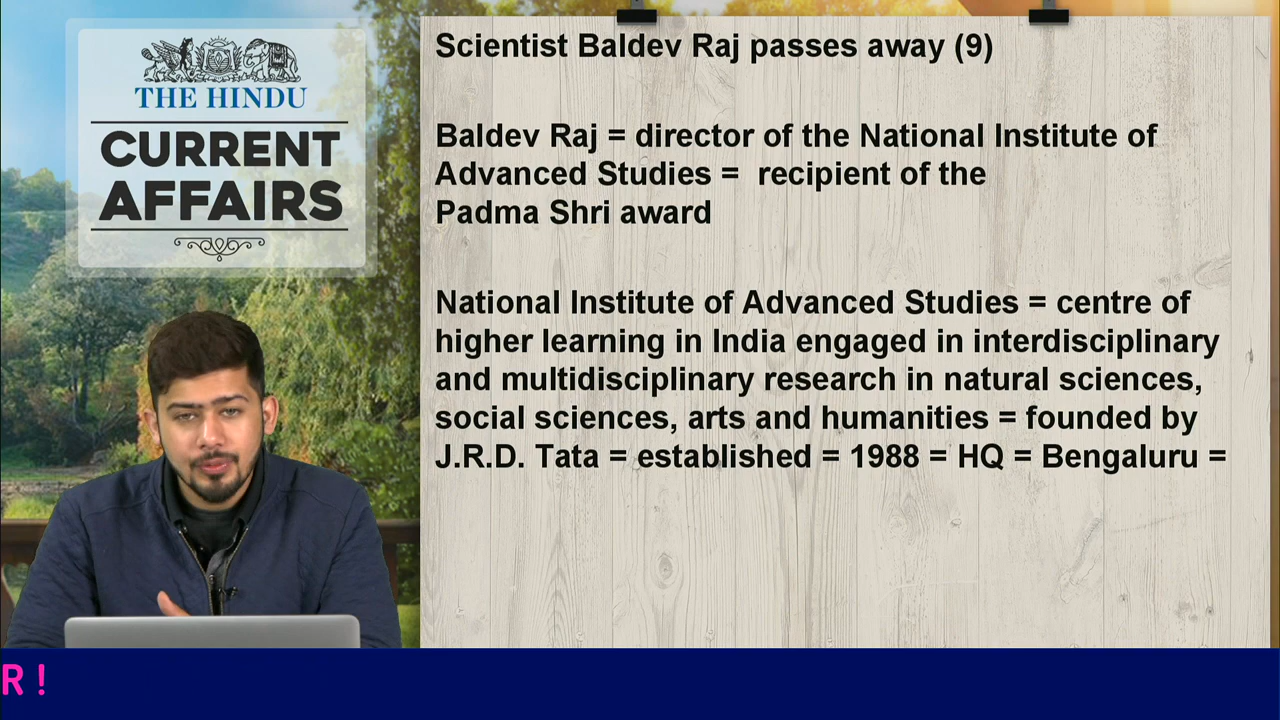 THE HINDU
CURRENT
AFFAIRS
Scientist Baldev Raj passes away (9)
Baldev Raj = director of the National Institute of
Advanced Studies =  recipient of the
Padma Shri award
National Institute of Advanced Studies = centre of
higher learning in India engaged in interdisciplinary
and multidisciplinary research in natural sciences,
social sciences, arts and humanities = founded by
J.R.D. Tata = established = 1988 = HQ = Bengaluru =
R !